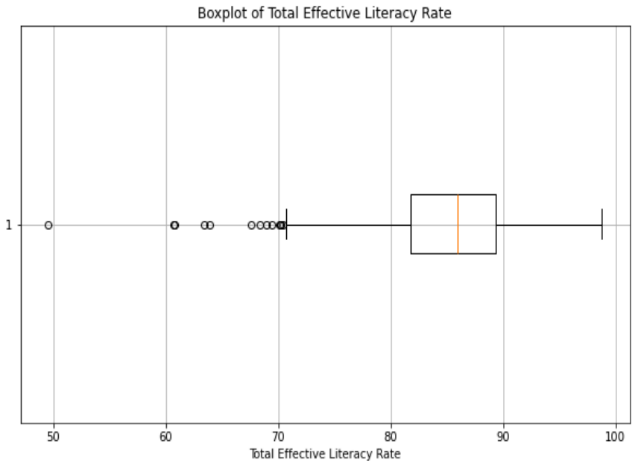 Boxplot of Total Effective Literacy Rate
1
50 60 70 80 90 100
Total Effective Literacy Rate